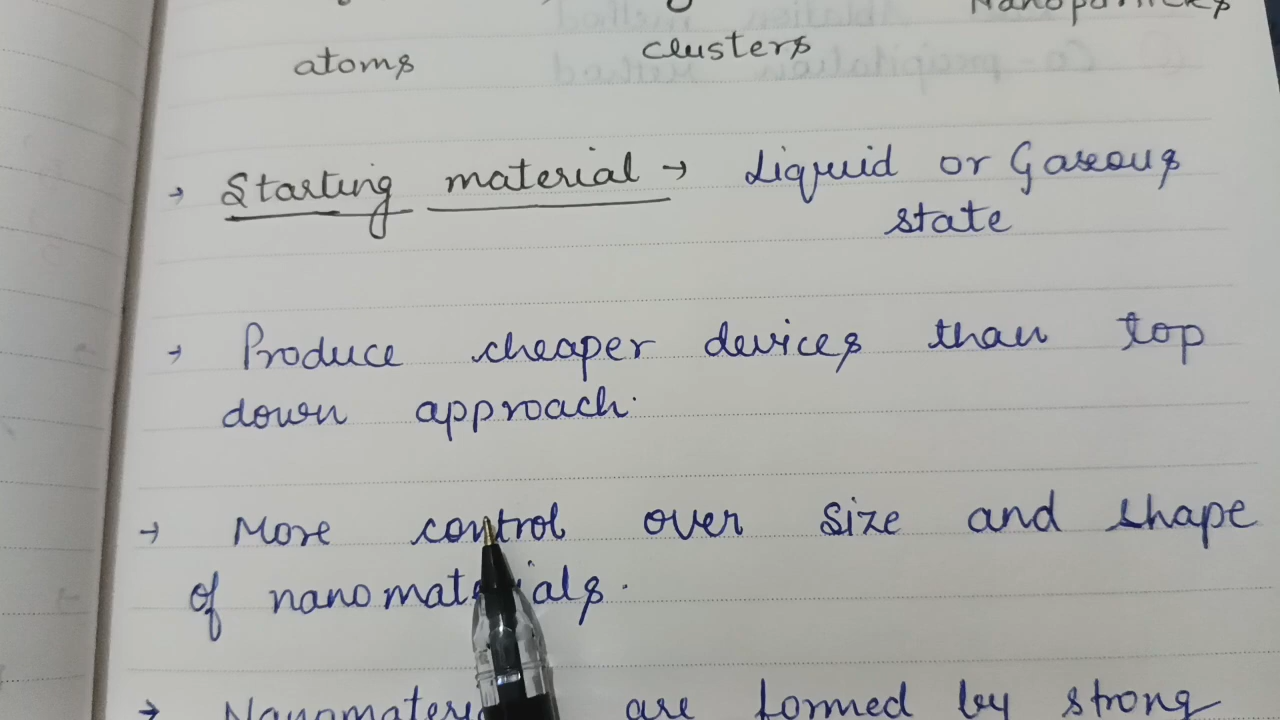 Nanoparticles
atoms clusters
→ Starting material → Liquid or Gaseous
state
→ Produce cheaper devices than top
down approach.
→ More control over size and shape
of nanomaterials.
→ are formed by strong